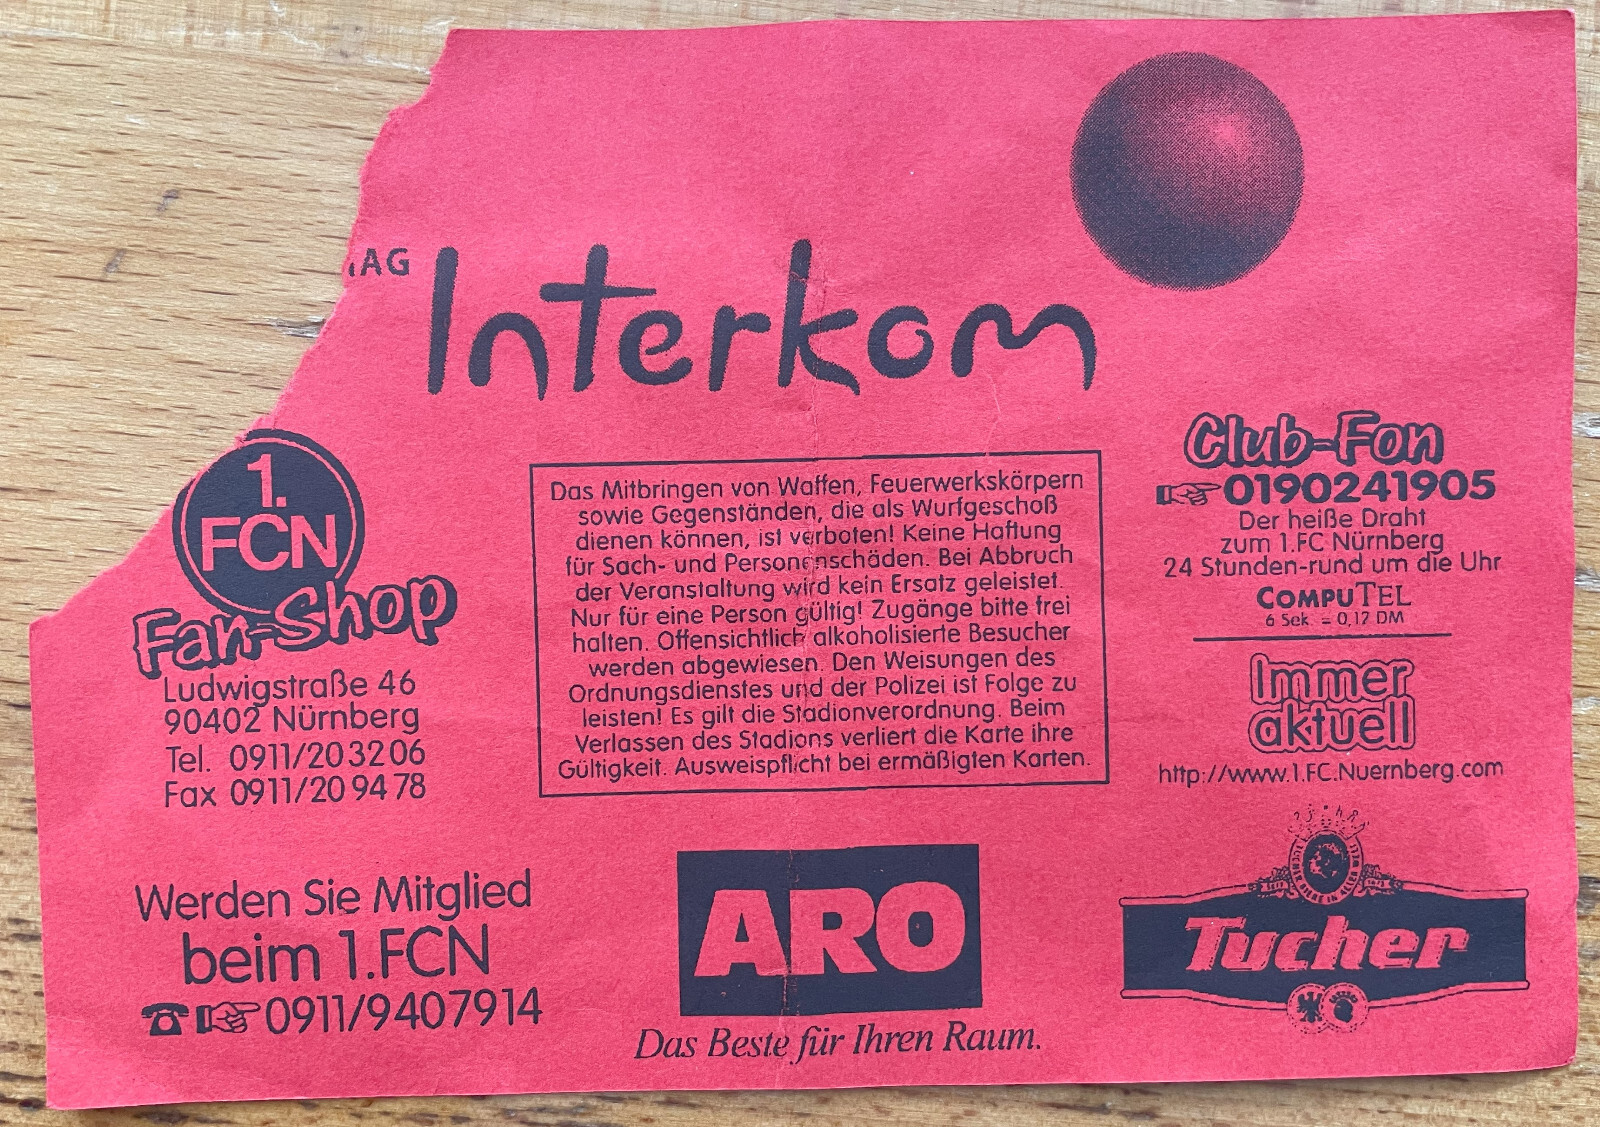 AG
Interkom
1.
FCN
Fan-Shop
Ludwigstraße 46
90402 Nürnberg
Tel. 0911/20 32 06
Fax 0911/20 94 78
Werden Sie Mitglied
beim 1.FCN
0911/9407914
Das Mitbringen von Waffen, Feuerwerkskörpern
sowie Gegenständen, die als Wurfgeschoß
dienen können, ist verboten! Keine Haftung
für Sach- und Personenschäden. Bei Abbruch
der Veranstaltung wird kein Ersatz geleistet.
Nur für eine Person gültig! Zugänge bitte frei
halten. Offensichtlich alkoholisierte Besucher
werden abgewiesen. Den Weisungen des
Ordnungsdienstes und der Polizei ist Folge zu
leisten! Es gilt die Stadionverordnung. Beim
Verlassen des Stadions verliert die Karte ihre
Gültigkeit. Ausweispflicht bei ermäßigten Karten.
ARO
Das Beste für Ihren Raum.
Club-Fon
0190241905
Der heiße Draht
zum 1.FC Nürnberg
24 Stunden-rund um die Uhr
COMPUTEL
6 Sek. = 0,12 DM
Immer
aktuell
http://www.1.FC.Nuernberg.com
Tucher